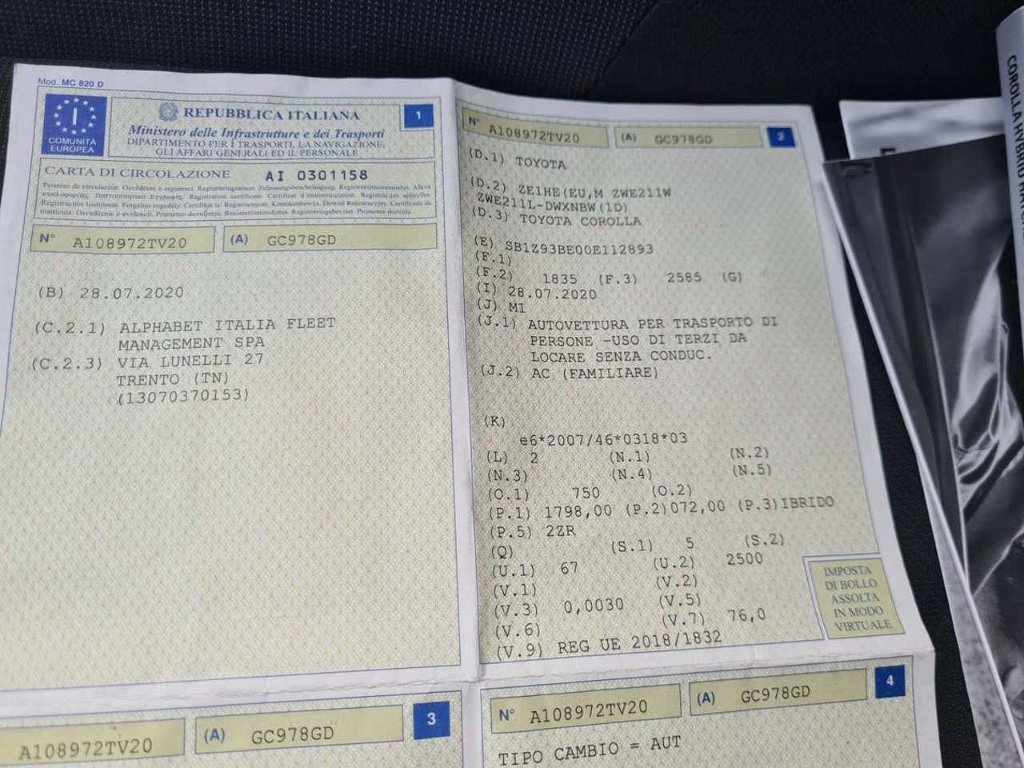 Mod. MC 820 D
I
COMUNITÀ
EUROPEA
REPUBBLICA ITALIANA
1
Ministero delle Infrastrutture e dei Trasporti
DIPARTIMENTO PER I TRASPORTI, LA NAVIGAZIONE,
GLI AFFARI GENERALI ED IL PERSONALE
CARTA DI CIRCOLAZIONE AI 0301158
N° A108972TV20 (A) GC978GD
(B) 28.07.2020
(C.2.1) ALPHABET ITALIA FLEET
MANAGEMENT SPA
(C.2.3) VIA LUNELLI 27
TRENTO (TN)
(13070370153)
N° A108972TV20 (A) GC978GD 2
(D.1) TOYOTA
(D.2) ZE1HE(EU,M ZWE211W
ZWE211L-DWXNBW(1D)
(D.3) TOYOTA COROLLA
(E) SB1Z93BE00E112893
(F.1)
(F.2) 1835 (F.3) 2585 (G)
(I) 28.07.2020
(J) M1
(J.1) AUTOVETTURA PER TRASPORTO DI
PERSONE -USO DI TERZI DA
LOCARE SENZA CONDUC.
(J.2) AC (FAMILIARE)
(K)
e6*2007/46*0318*03
(L) 2 (N.1) (N.2)
(N.3) (N.4) (N.5)
(O.1) 750 (O.2)
(P.1) 1798,00 (P.2)072,00 (P.3)IBRIDO
(P.5) 2ZR
(Q) (S.1) 5 (S.2)
(U.1) 67 (U.2) 2500
(V.1) (V.2)
(V.3) 0,0030 (V.5)
(V.6) (V.7) 76,0
(V.9) REG UE 2018/1832
IMPOSTA
DI BOLLO
ASSOLTA
IN MODO
VIRTUALE
A108972TV20 (A) GC978GD 3
N° A108972TV20 (A) GC978GD 4
TIPO CAMBIO = AUT
COROLLA HYBRID